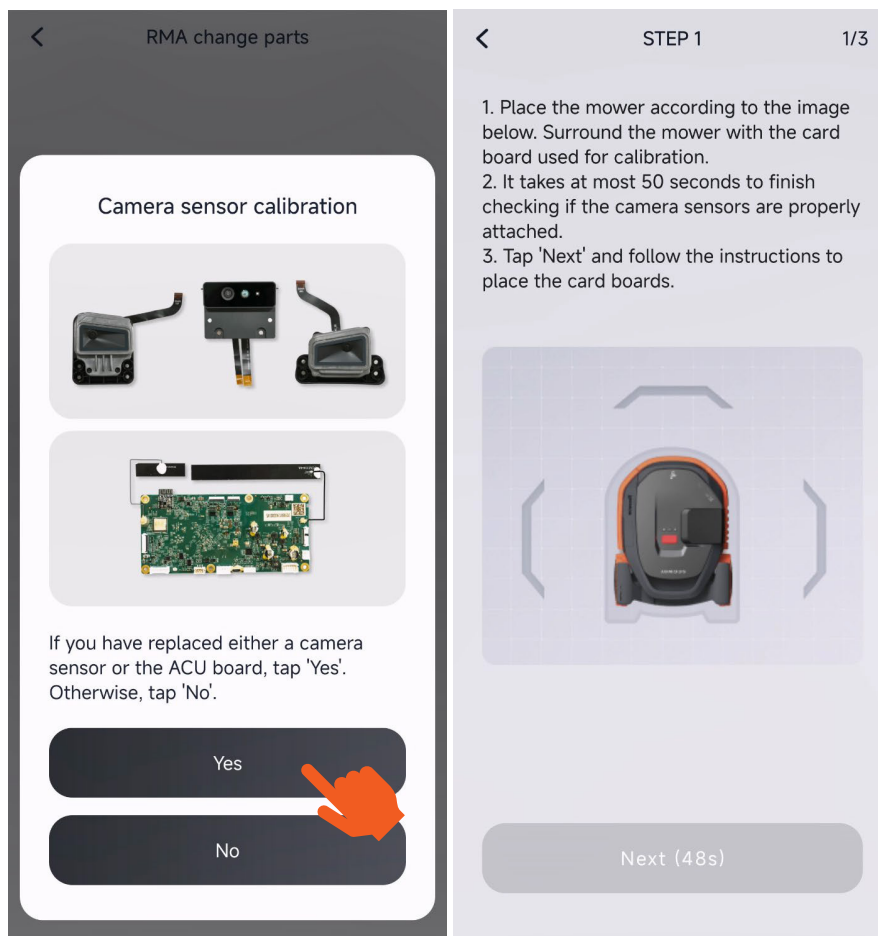 RMA change parts
Camera sensor calibration
If you have replaced either a camera
sensor or the ACU board, tap 'Yes'.
Otherwise, tap 'No'.
Yes
No
STEP 1
1/3
1. Place the mower according to the image
below. Surround the mower with the card
board used for calibration.
2. It takes at most 50 seconds to finish
checking if the camera sensors are properly
attached.
3. Tap 'Next' and follow the instructions to
place the card boards.
Next (48s)